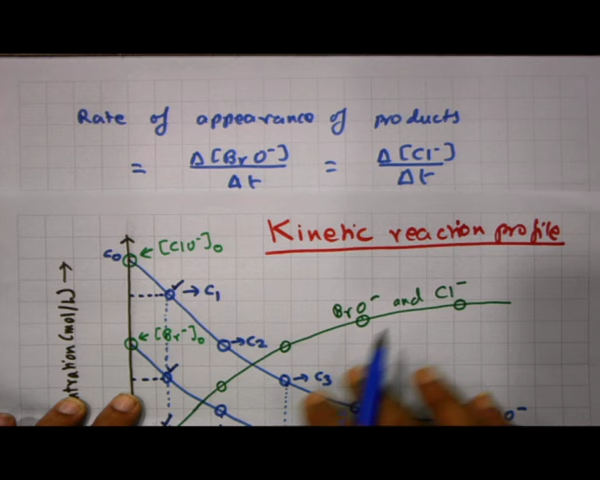 Rate of appearance of products
= Δ[BrO⁻]/Δt = Δ[Cl⁻]/Δt
Kinetic reaction profile
C₀ ← [ClO⁻]₀
→ C₁
BrO⁻ and Cl⁻
← [Br⁻]₀
→ C₂
→ C₃
(mol/L) →